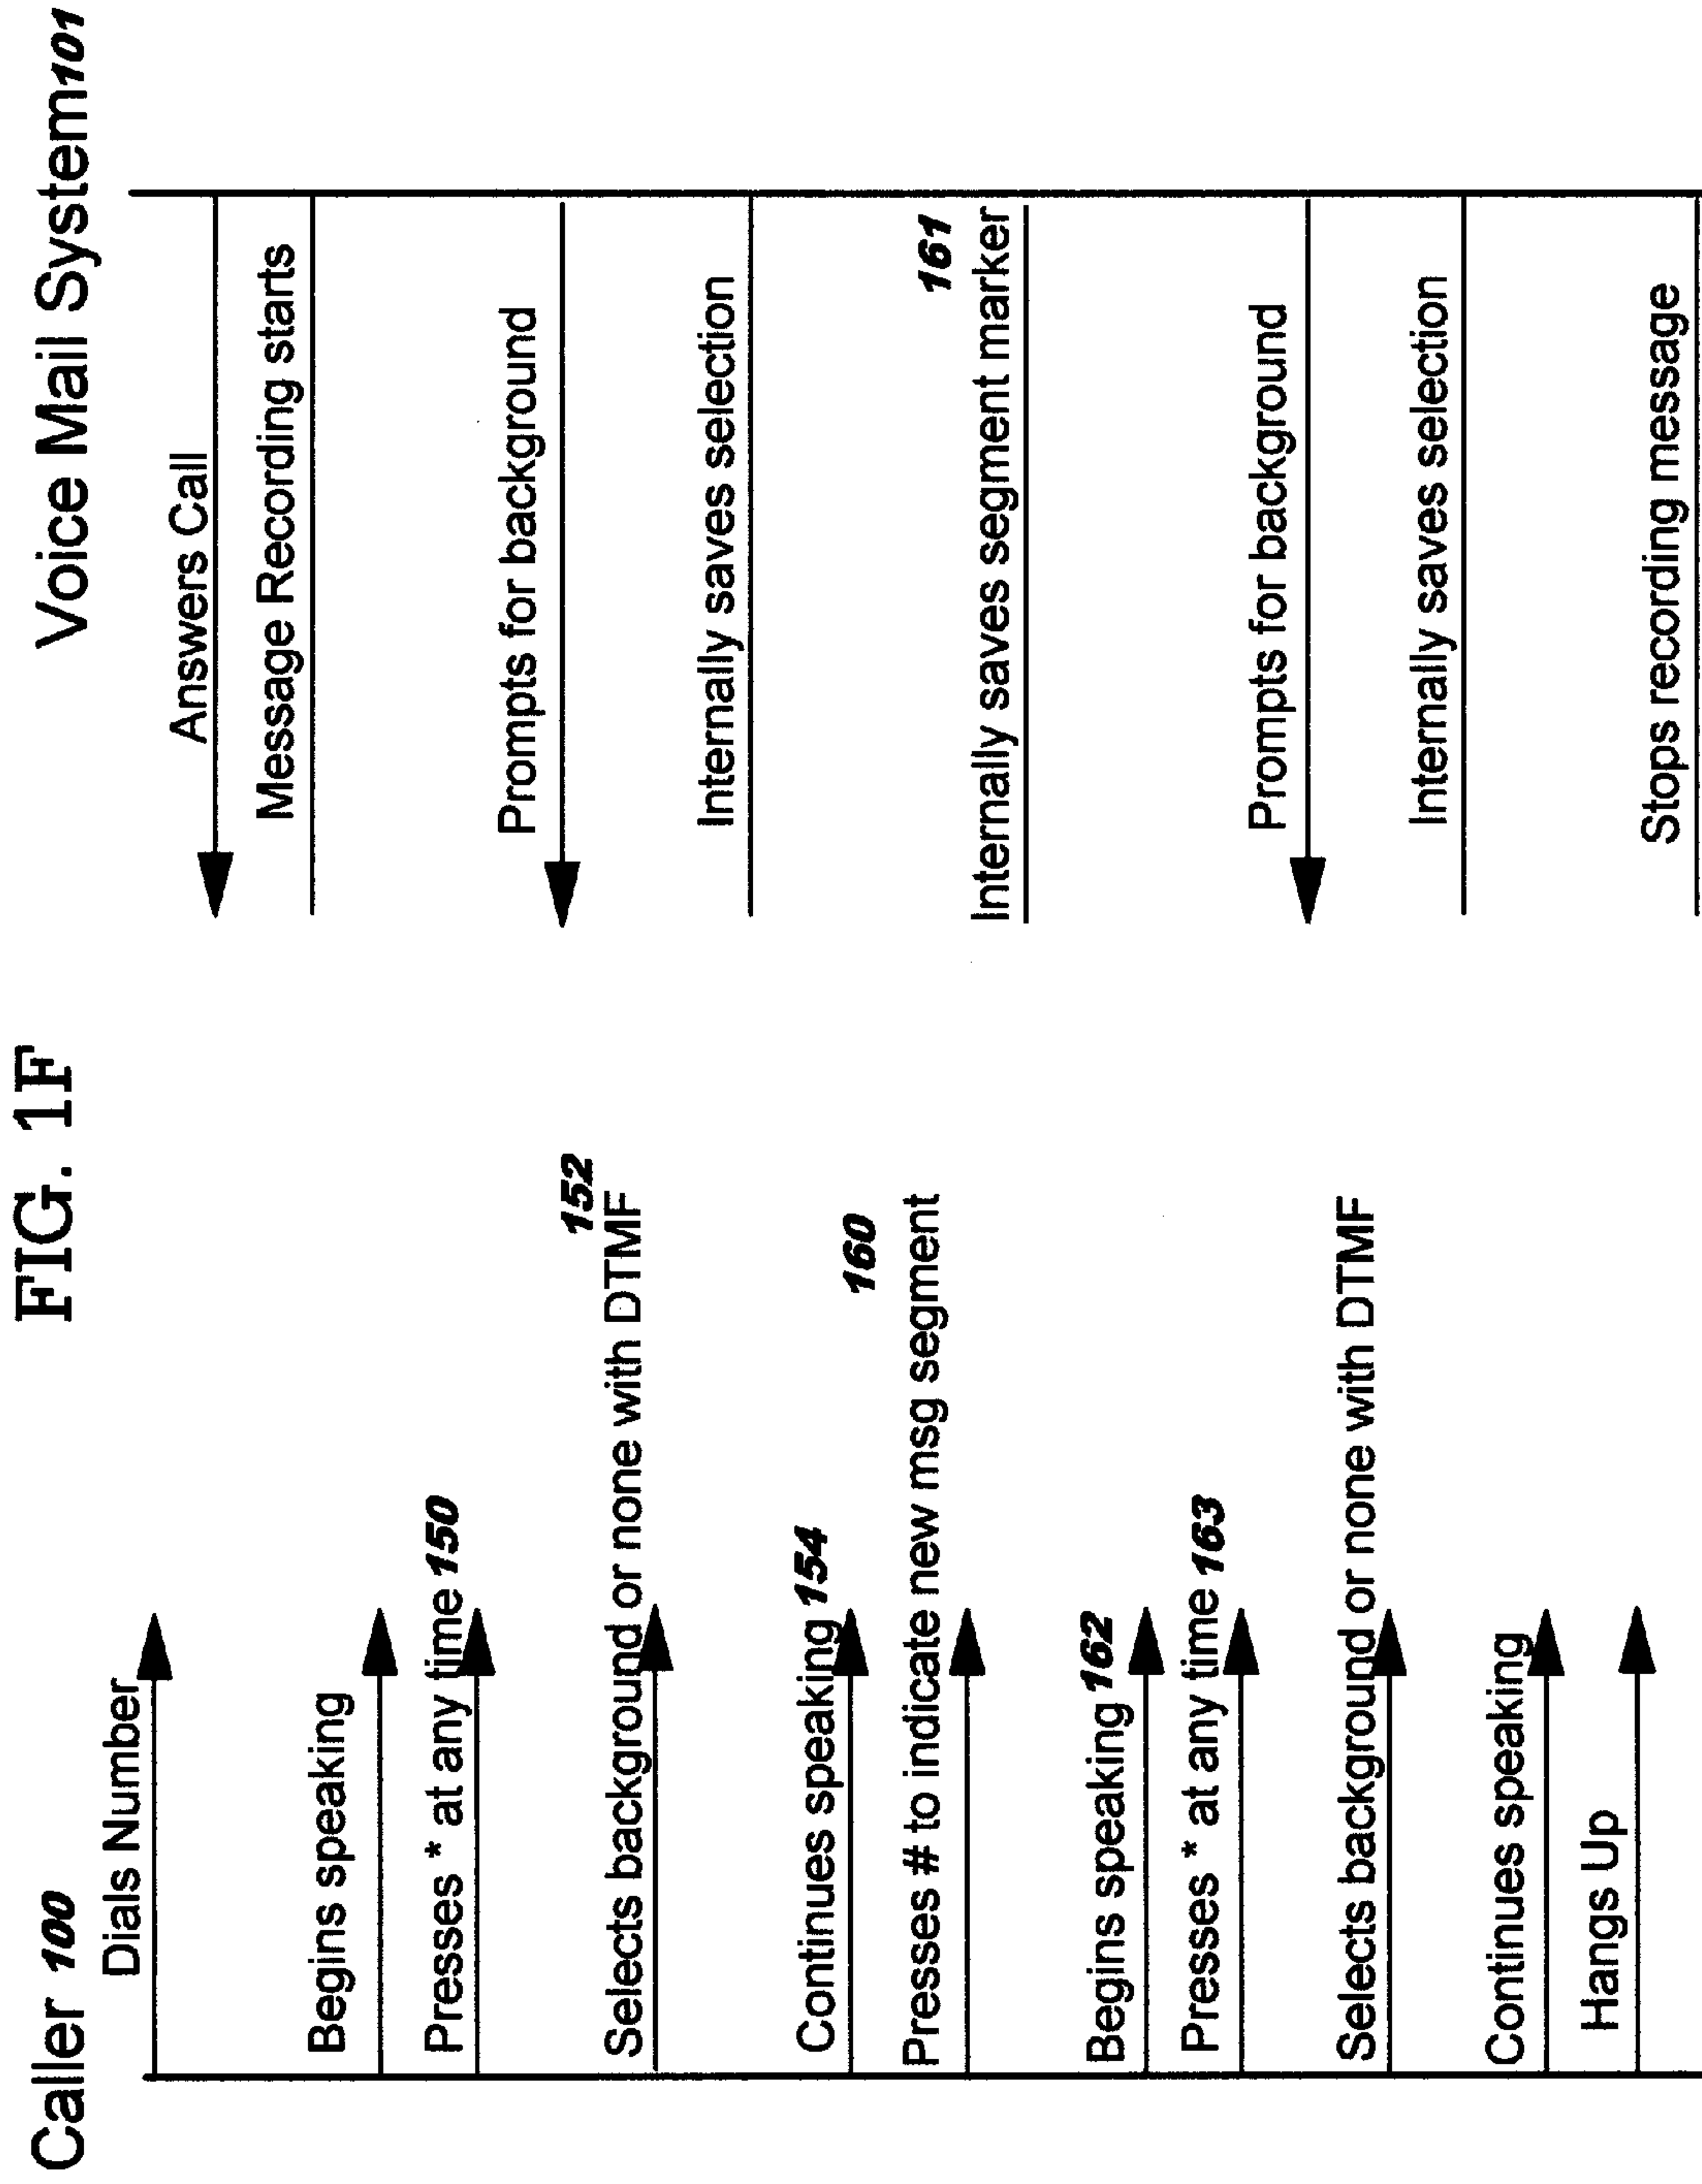 FIG. 1F
Caller 100
Voice Mail System 101
Dials Number
Answers Call
Message Recording starts
Begins speaking
Presses * at any time 150
Prompts for background
152
Selects background or none with DTMF
Internally saves selection
Continues speaking 154
160
Presses # to indicate new msg segment
161
Internally saves segment marker
Begins speaking 162
Presses * at any time 163
Prompts for background
Selects background or none with DTMF
Internally saves selection
Continues speaking
Hangs Up
Stops recording message